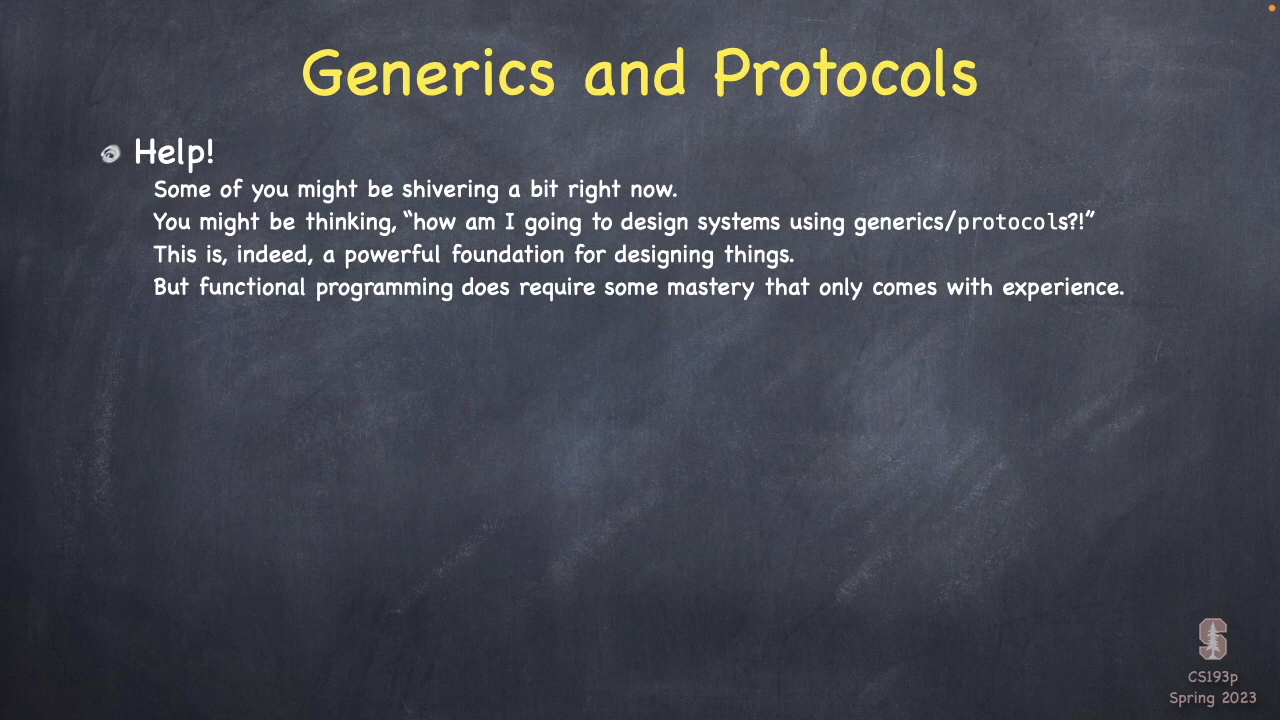 Generics and Protocols
Help!
Some of you might be shivering a bit right now.
You might be thinking, “how am I going to design systems using generics/protocols?!”
This is, indeed, a powerful foundation for designing things.
But functional programming does require some mastery that only comes with experience.
S
CS193p
Spring 2023